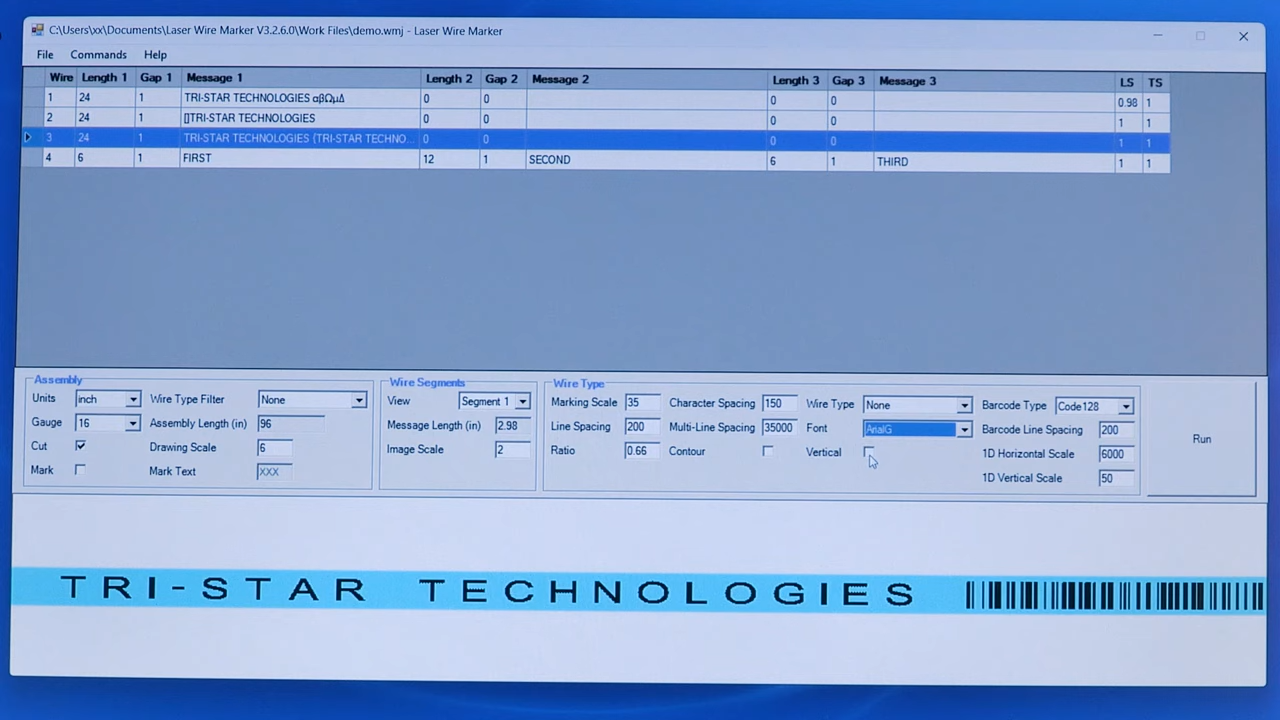 C:\Users\xx\Documents\Laser Wire Marker V3.2.6.0\Work Files\demo.wmj - Laser Wire Marker
File Commands Help
Wire Length 1 Gap 1 Message 1 Length 2 Gap 2 Message 2 Length 3 Gap 3 Message 3 LS TS
1 24 1 TRI-STAR TECHNOLOGIES αβΩμΔ 0 0 0 0 0.98 1
2 24 1 []TRI-STAR TECHNOLOGIES 0 0 0 0 1 1
3 24 1 TRI-STAR TECHNOLOGIES {TRI-STAR TECHNO... 0 0 0 0 1 1
4 6 1 FIRST 12 1 SECOND 6 1 THIRD 1 1
Assembly Wire Segments Wire Type
Units inch Wire Type Filter None View Segment 1 Marking Scale 35 Character Spacing 150 Wire Type None Barcode Type Code128
Gauge 16 Assembly Length (in) 96 Message Length (in) 2.98 Line Spacing 200 Multi-Line Spacing 35000 Font ArialG Barcode Line Spacing 200
Cut Drawing Scale 6 Image Scale 2 Ratio 0.66 Contour Vertical 1D Horizontal Scale 6000
Mark Mark Text XXX 1D Vertical Scale 50
Run
TRI-STAR TECHNOLOGIES